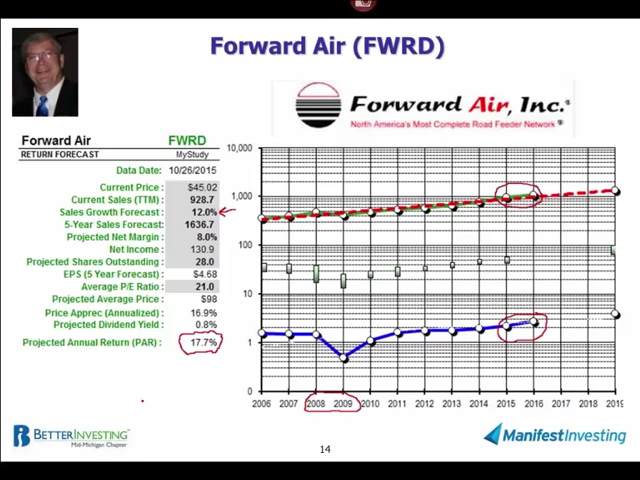 Forward Air (FWRD)
Forward Air, Inc.®
North America's Most Complete Road Feeder Network®
Forward Air FWRD
RETURN FORECAST MyStudy
Data Date: 10/26/2015
Current Price: $45.02
Current Sales (TTM): 928.7
Sales Growth Forecast: 12.0%
5-Year Sales Forecast: 1636.7
Projected Net Margin: 8.0%
Net Income: 130.9
Projected Shares Outstanding: 28.0
EPS (5 Year Forecast): $4.68
Average P/E Ratio: 21.0
Projected Average Price: $98
Price Apprec (Annualized): 16.9%
Projected Dividend Yield: 0.8%
Projected Annual Return (PAR): 17.7%
10,000
1,000
100
10
1
0
2006 2007 2008 2009 2010 2011 2012 2013 2014 2015 2016 2017 2018 2019
BETTERINVESTING™
Mid-Michigan Chapter
14
ManifestInvesting